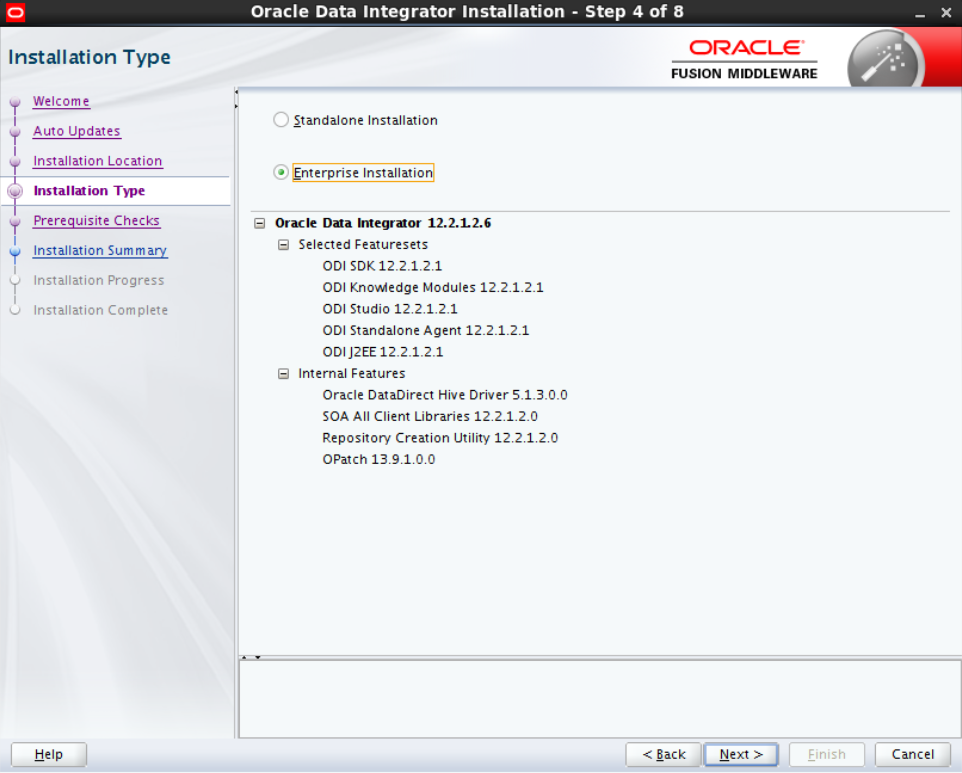 Oracle Data Integrator Installation - Step 4 of 8
Installation Type
ORACLE
FUSION MIDDLEWARE
Welcome
Auto Updates
Installation Location
Installation Type
Prerequisite Checks
Installation Summary
Installation Progress
Installation Complete
Standalone Installation
Enterprise Installation
Oracle Data Integrator 12.2.1.2.6
Selected Featuresets
ODI SDK 12.2.1.2.1
ODI Knowledge Modules 12.2.1.2.1
ODI Studio 12.2.1.2.1
ODI Standalone Agent 12.2.1.2.1
ODI J2EE 12.2.1.2.1
Internal Features
Oracle DataDirect Hive Driver 5.1.3.0.0
SOA All Client Libraries 12.2.1.2.0
Repository Creation Utility 12.2.1.2.0
OPatch 13.9.1.0.0
Help
< Back
Next >
Finish
Cancel